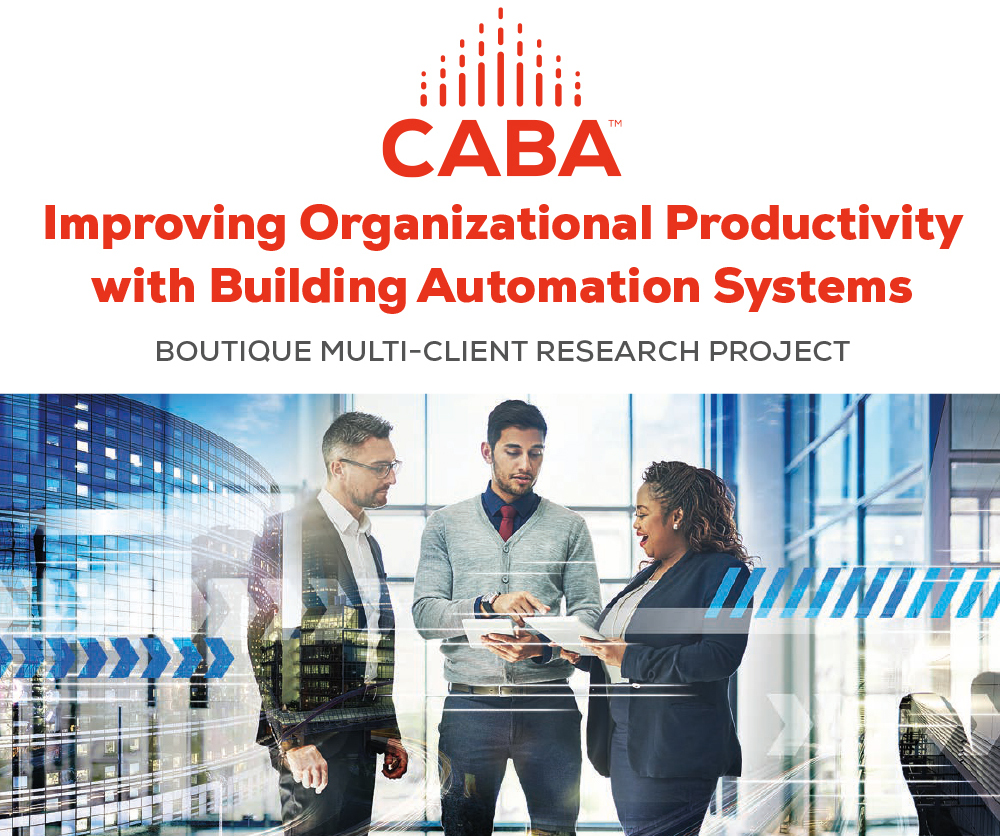 CABA™
Improving Organizational Productivity
with Building Automation Systems
BOUTIQUE MULTI-CLIENT RESEARCH PROJECT